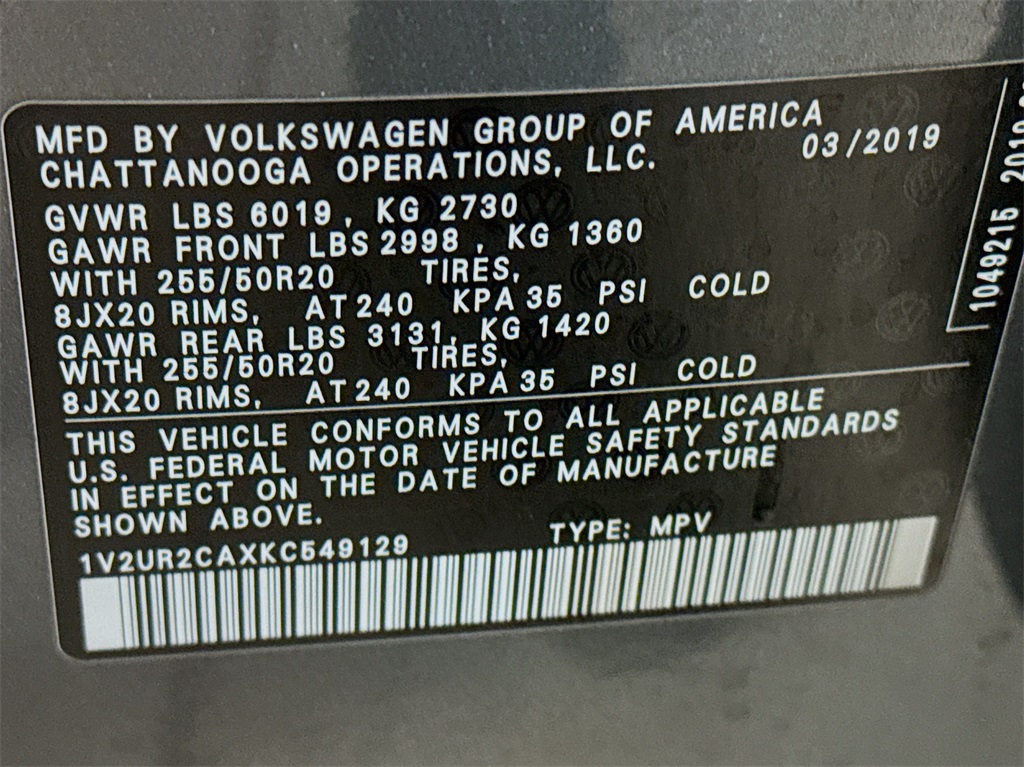 MFD BY VOLKSWAGEN GROUP OF AMERICA
CHATTANOOGA OPERATIONS, LLC. 03/2019
GVWR LBS 6019, KG 2730
GAWR FRONT LBS 2998, KG 1360
WITH 255/50R20 TIRES,
8JX20 RIMS, AT 240 KPA 35 PSI COLD
GAWR REAR LBS 3131, KG 1420
WITH 255/50R20 TIRES,
8JX20 RIMS, AT 240 KPA 35 PSI COLD
THIS VEHICLE CONFORMS TO ALL APPLICABLE
U.S. FEDERAL MOTOR VEHICLE SAFETY STANDARDS
IN EFFECT ON THE DATE OF MANUFACTURE
SHOWN ABOVE.
1V2UR2CAXKC549129 TYPE: MPV
1049215